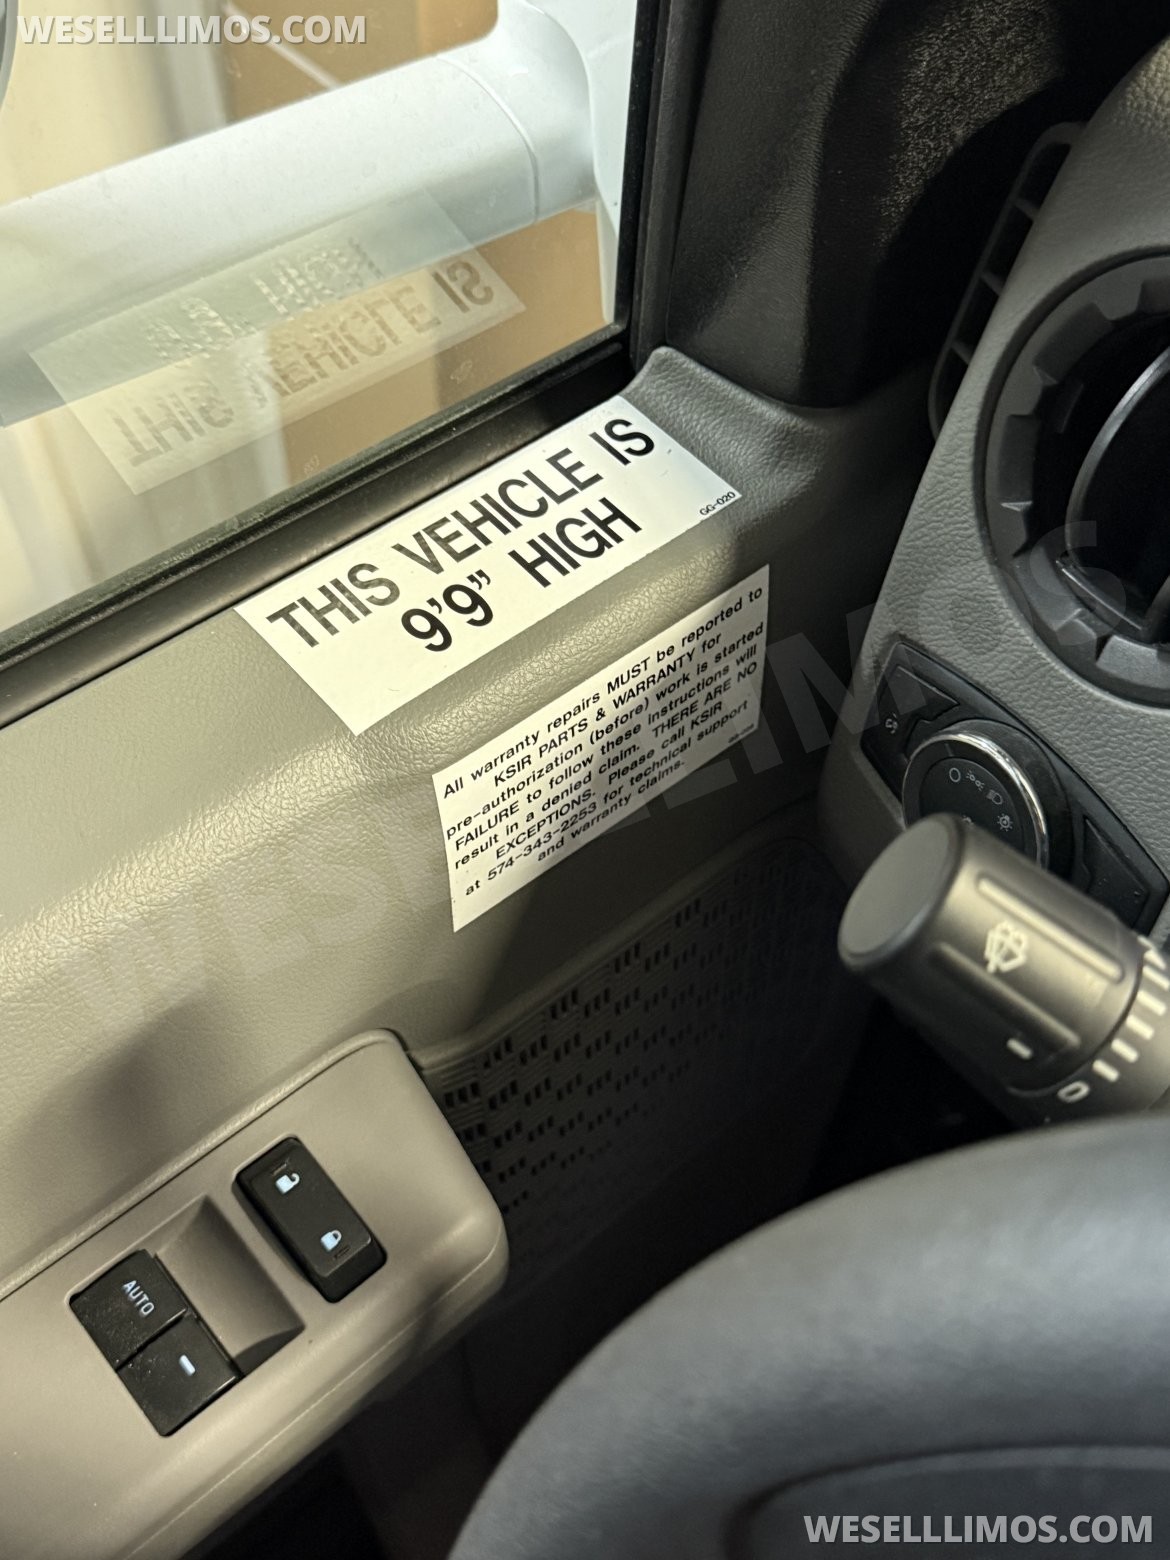 WESELLLIMOS.COM
THIS VEHICLE IS
THIS VEHICLE IS
9'9" HIGH
GG-020
All warranty repairs MUST be reported to
KSIR PARTS & WARRANTY for
pre-authorization (before) work is started
FAILURE to follow these instructions will
result in a denied claim. THERE ARE NO
EXCEPTIONS. Please call KSIR
at 574-343-2253 for technical support
and warranty claims.
O
AUTO
WESELLLIMOS.COM